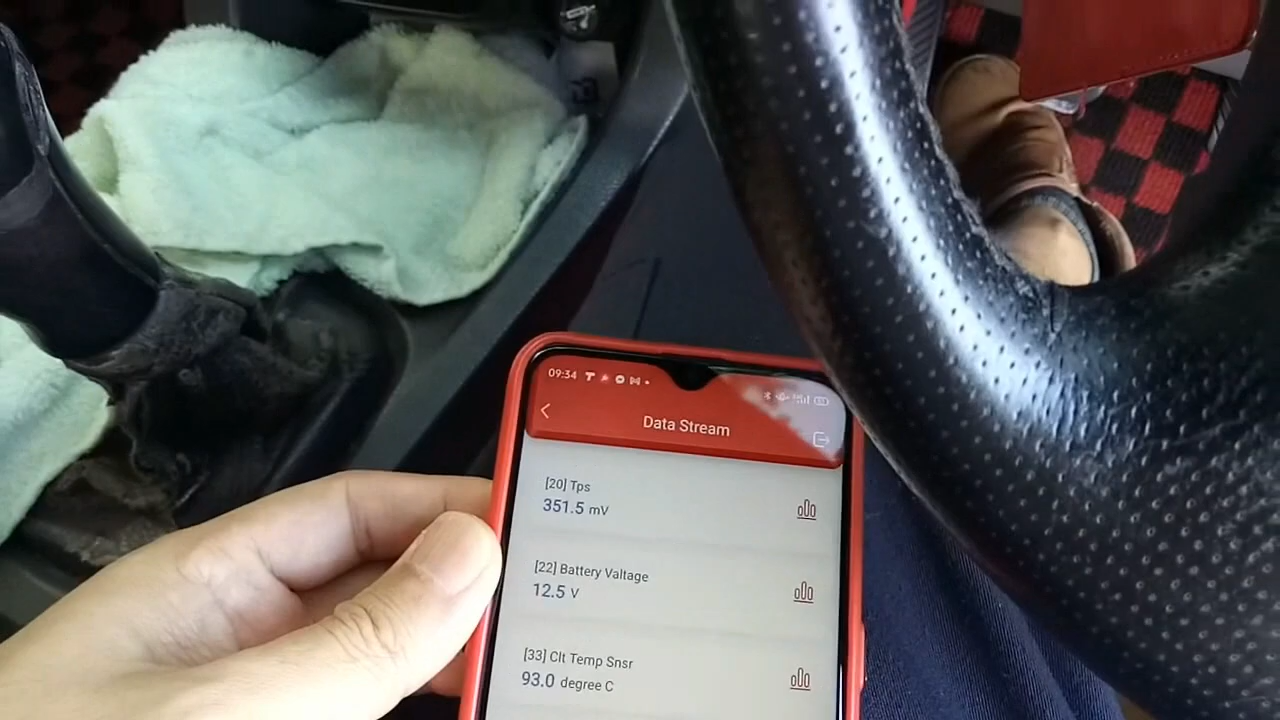 09:34
Data Stream
[20] Tps
351.5 mV
[22] Battery Valtage
12.5 V
[33] Clt Temp Snsr
93.0 degree C